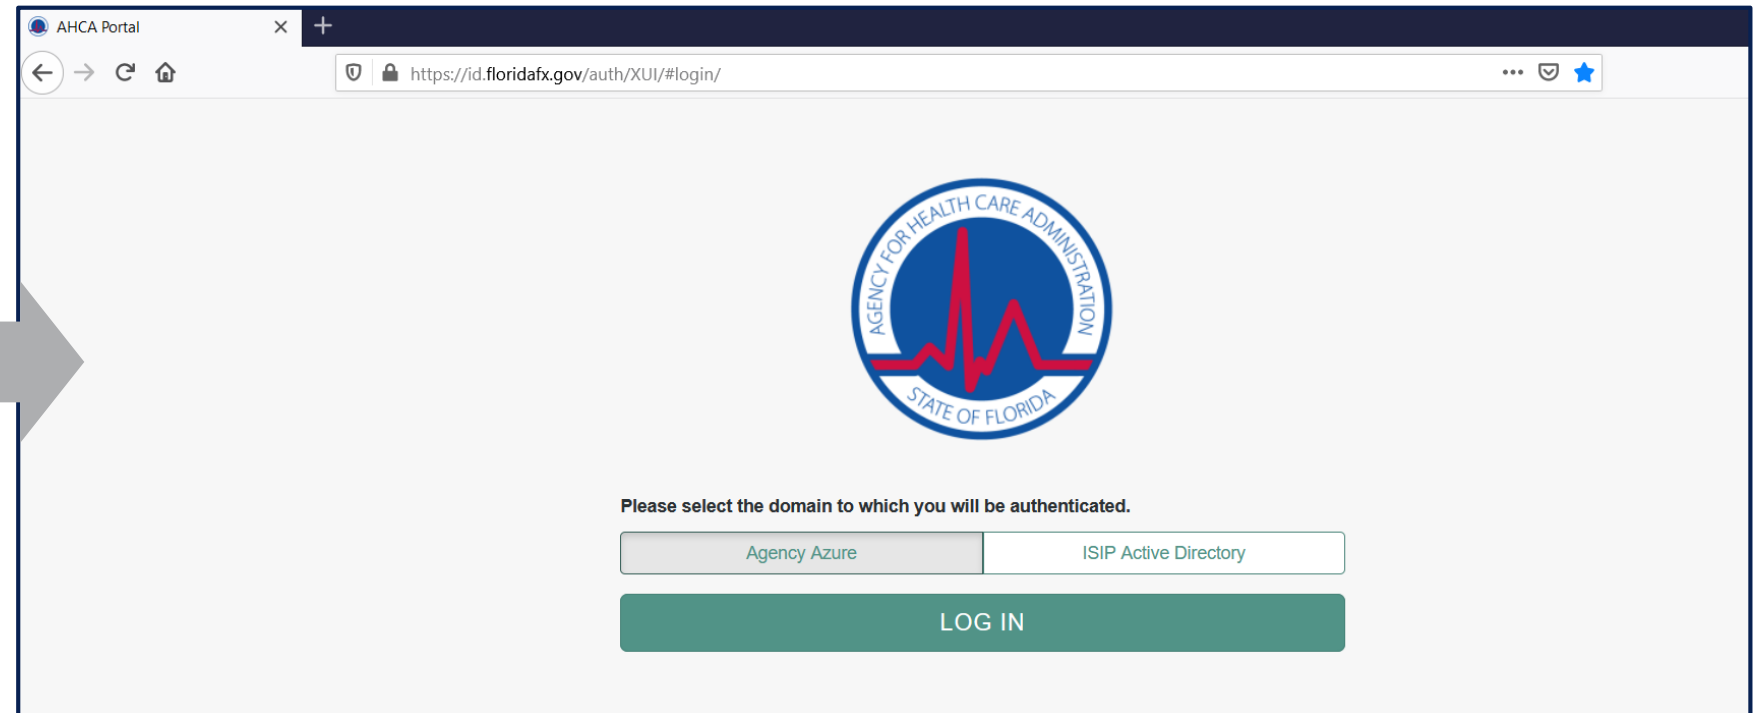 AHCA Portal
https://id.floridafx.gov/auth/XUI/#login/
AGENCY FOR HEALTH CARE ADMINISTRATION
STATE OF FLORIDA
Please select the domain to which you will be authenticated.
Agency Azure
ISIP Active Directory
LOG IN